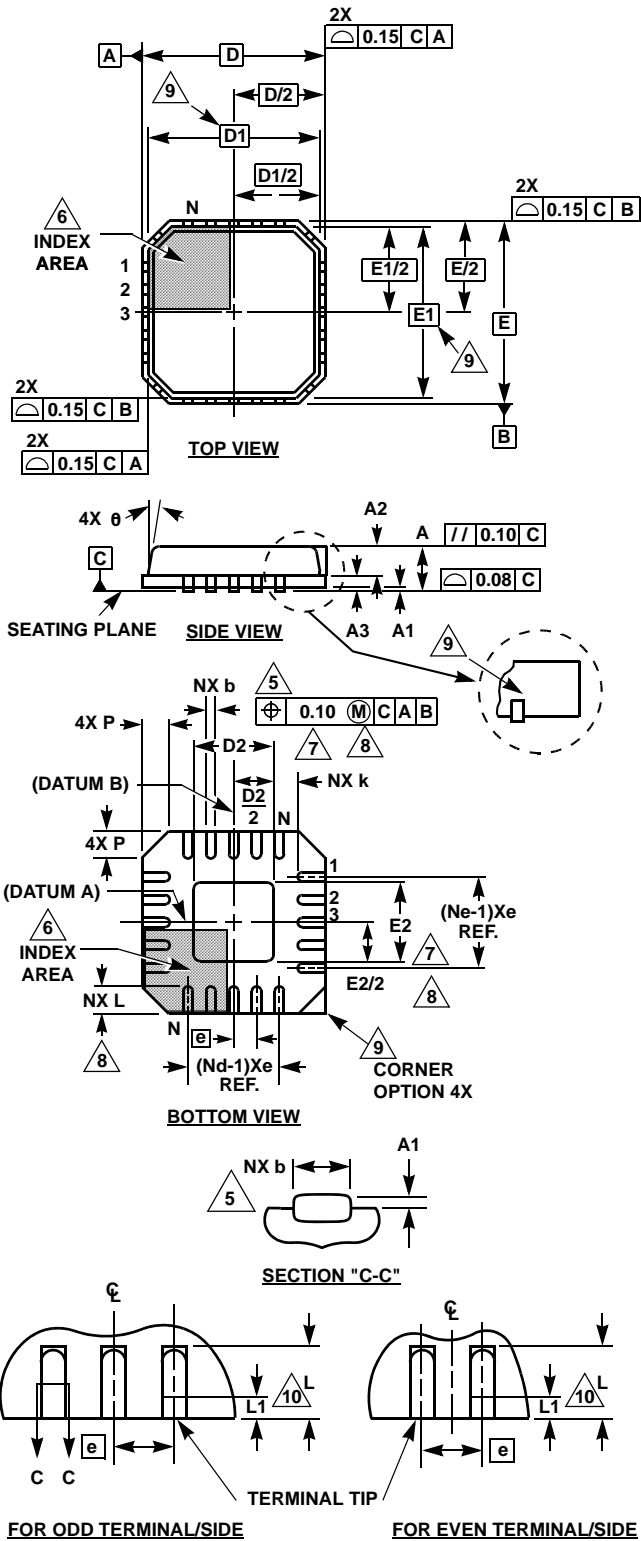 2X
0.15 C A
A
D
9
D/2
D1
D1/2
2X
0.15 C B
6
INDEX
AREA
N
1
2
3
E1/2
E/2
E1
E
9
2X
0.15 C B
2X
0.15 C A
B
TOP VIEW
4X θ
A2
A
// 0.10 C
C
0.08 C
SEATING PLANE
SIDE VIEW
A3
A1
9
NX b
5
⌖ 0.10 Ⓜ C A B
4X P
D2
7
8
(DATUM B)
D2
2
N
NX k
4X P
1
(DATUM A)
2
3
E2
(Ne-1)Xe
REF.
6
INDEX
AREA
7
E2/2
8
NX L
N
e
8
9
(Nd-1)Xe
REF.
CORNER
OPTION 4X
BOTTOM VIEW
A1
NX b
5
SECTION "C-C"
℄
℄
L
10
L1
L
10
L1
e
e
C C
TERMINAL TIP
FOR ODD TERMINAL/SIDE
FOR EVEN TERMINAL/SIDE